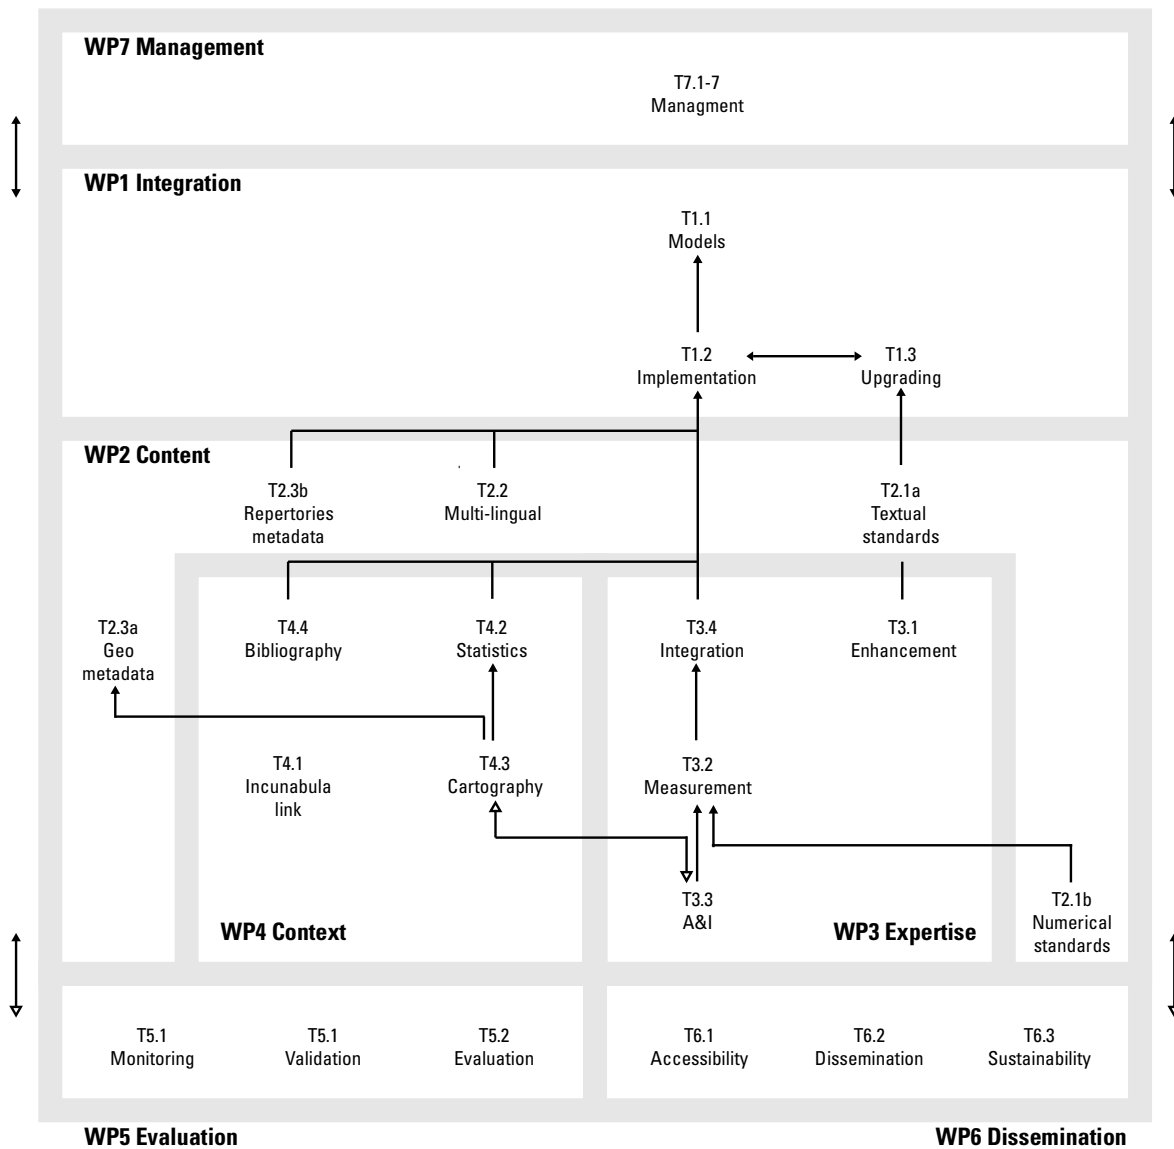 WP7 Management
T7.1-7
Managment
WP1 Integration
T1.1
Models
T1.2
Implementation
T1.3
Upgrading
WP2 Content
T2.3b
Repertories
metadata
T2.2
Multi-lingual
T2.1a
Textual
standards
T2.3a
Geo
metadata
T4.4
Bibliography
T4.2
Statistics
T3.4
Integration
T3.1
Enhancement
T4.1
Incunabula
link
T4.3
Cartography
T3.2
Measurement
T3.3
A&I
T2.1b
Numerical
standards
WP4 Context
WP3 Expertise
T5.1
Monitoring
T5.1
Validation
T5.2
Evaluation
T6.1
Accessibility
T6.2
Dissemination
T6.3
Sustainability
WP5 Evaluation
WP6 Dissemination